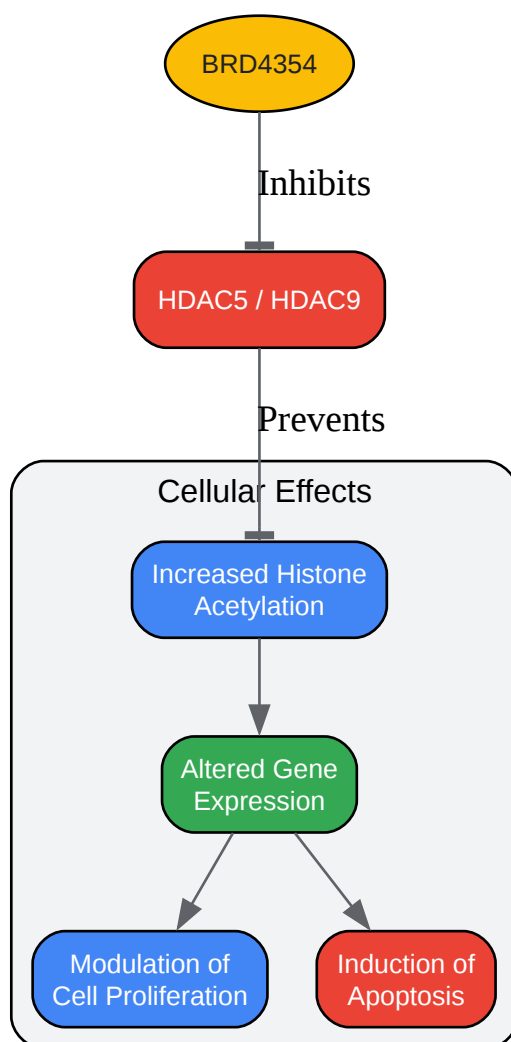 BRD4354
Inhibits
HDAC5 / HDAC9
Prevents
Cellular Effects
Increased Histone
Acetylation
Altered Gene
Expression
Modulation of
Cell Proliferation
Induction of
Apoptosis